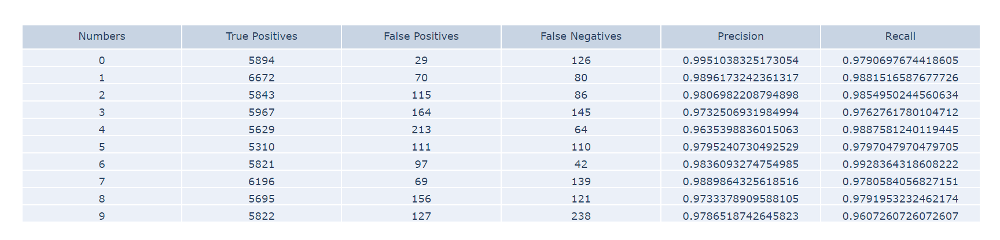 Numbers True Positives False Positives False Negatives Precision Recall
0 5894 29 126 0.9951038325173054 0.9790697674418605
1 6672 70 80 0.9896173242361317 0.9881516587677726
2 5843 115 86 0.9806982208794898 0.9854950244560634
3 5967 164 145 0.9732506931984994 0.9762761780104712
4 5629 213 64 0.9635398836015063 0.9887581240119445
5 5310 111 110 0.9795240730492529 0.9797047970479705
6 5821 97 42 0.9836093274754985 0.9928364318608222
7 6196 69 139 0.9889864325618516 0.9780584056827151
8 5695 156 121 0.9733378909588105 0.9791953232462174
9 5822 127 238 0.9786518742645823 0.9607260726072607